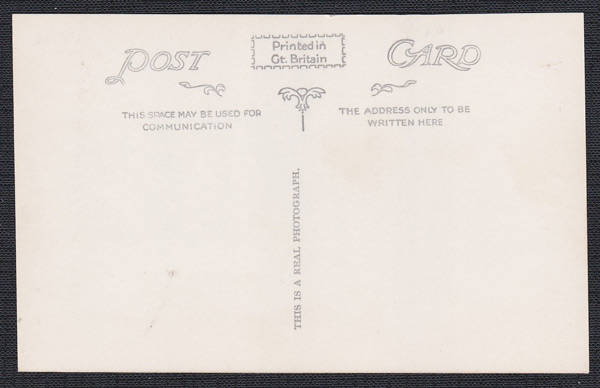 POST
Printed in
Gt. Britain
CARD
THIS SPACE MAY BE USED FOR
COMMUNICATION
THE ADDRESS ONLY TO BE
WRITTEN HERE
THIS IS A REAL PHOTOGRAPH.